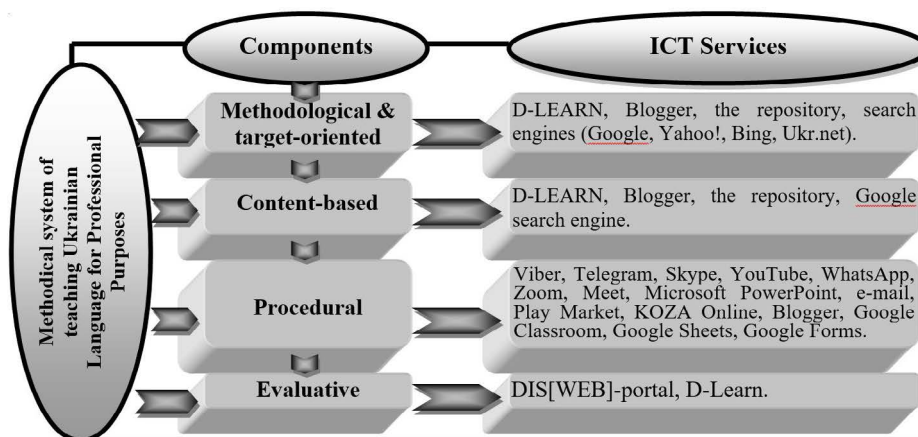 Components
ICT Services
Methodical system of
teaching Ukrainian
Language for Professional
Purposes
Methodological &
target-oriented
D-LEARN, Blogger, the repository, search
engines (Google, Yahoo!, Bing, Ukr.net).
Content-based
D-LEARN, Blogger, the repository, Google
search engine.
Procedural
Viber, Telegram, Skype, YouTube, WhatsApp,
Zoom, Meet, Microsoft PowerPoint, e-mail,
Play Market, KOZA Online, Blogger, Google
Classroom, Google Sheets, Google Forms.
Evaluative
DIS[WEB]-portal, D-Learn.